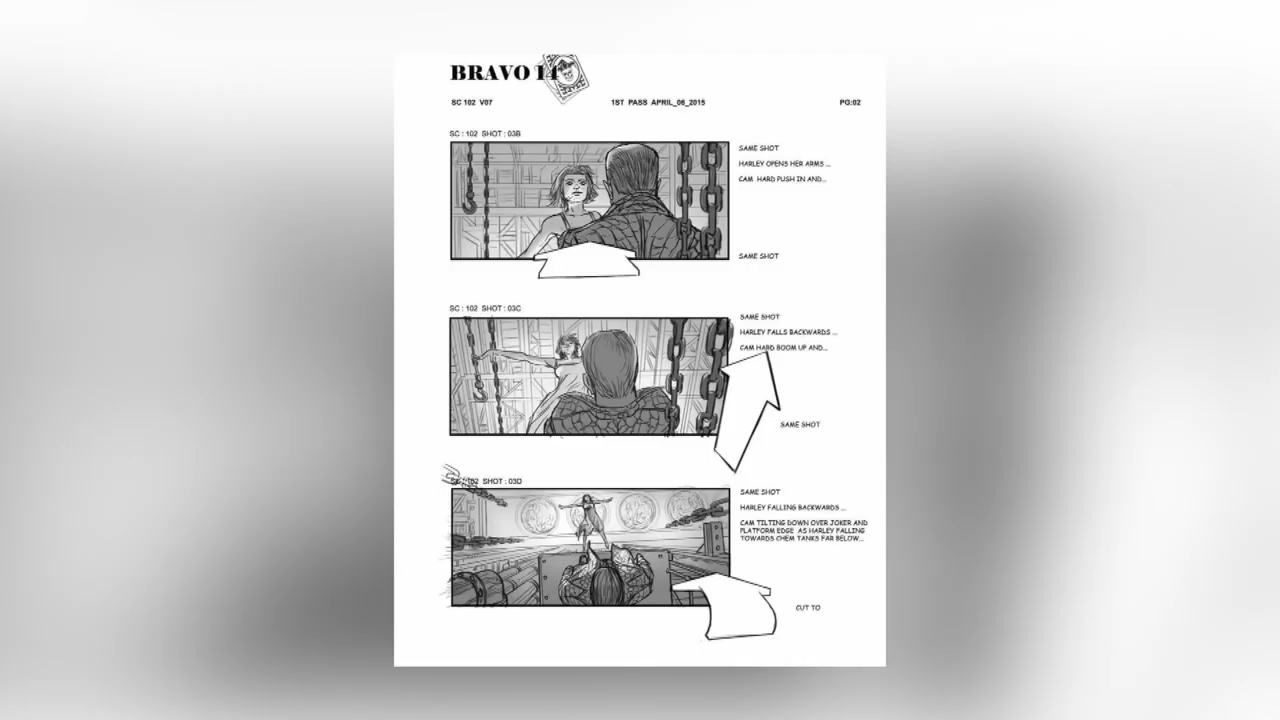 BRAVO 14
SC 102 V07
1ST PASS APRIL_06_2015
PG:02
SC : 102 SHOT : 03B
SAME SHOT
HARLEY OPENS HER ARMS ...
CAM HARD PUSH IN AND...
SAME SHOT
SC : 102 SHOT : 03C
SAME SHOT
HARLEY FALLS BACKWARDS ...
CAM HARD BOOM UP AND...
SAME SHOT
SC : 102 SHOT : 03D
SAME SHOT
HARLEY FALLING BACKWARDS ...
CAM TILTING DOWN OVER JOKER AND
PLATFORM EDGE AS HARLEY FALLING
TOWARDS CHEM TANKS FAR BELOW...
CUT TO